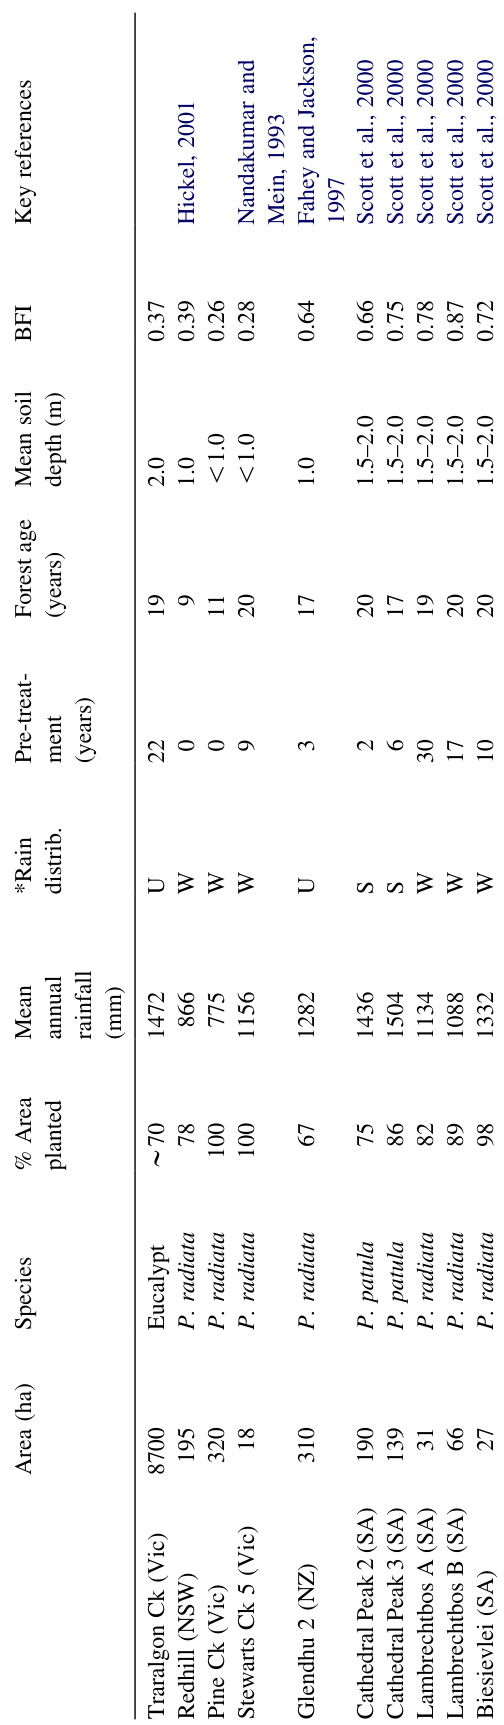 Area (ha) Species % Area Mean *Rain Pre-treat- Forest age Mean soil BFI Key references
planted annual distrib. ment (years) depth (m)
rainfall (years)
(mm)
Traralgon Ck (Vic) 8700 Eucalypt ~70 1472 U 22 19 2.0 0.37
Redhill (NSW) 195 P. radiata 78 866 W 0 9 1.0 0.39 Hickel, 2001
Pine Ck (Vic) 320 P. radiata 100 775 W 0 11 <1.0 0.26
Stewarts Ck 5 (Vic) 18 P. radiata 100 1156 W 9 20 <1.0 0.28 Nandakumar and
Mein, 1993
Glendhu 2 (NZ) 310 P. radiata 67 1282 U 3 17 1.0 0.64 Fahey and Jackson,
1997
Cathedral Peak 2 (SA) 190 P. patula 75 1436 S 2 20 1.5–2.0 0.66 Scott et al., 2000
Cathedral Peak 3 (SA) 139 P. patula 86 1504 S 6 17 1.5–2.0 0.75 Scott et al., 2000
Lambrechtbos A (SA) 31 P. radiata 82 1134 W 30 19 1.5–2.0 0.78 Scott et al., 2000
Lambrechtbos B (SA) 66 P. radiata 89 1088 W 17 20 1.5–2.0 0.87 Scott et al., 2000
Biesievlei (SA) 27 P. radiata 98 1332 W 10 20 1.5–2.0 0.72 Scott et al., 2000